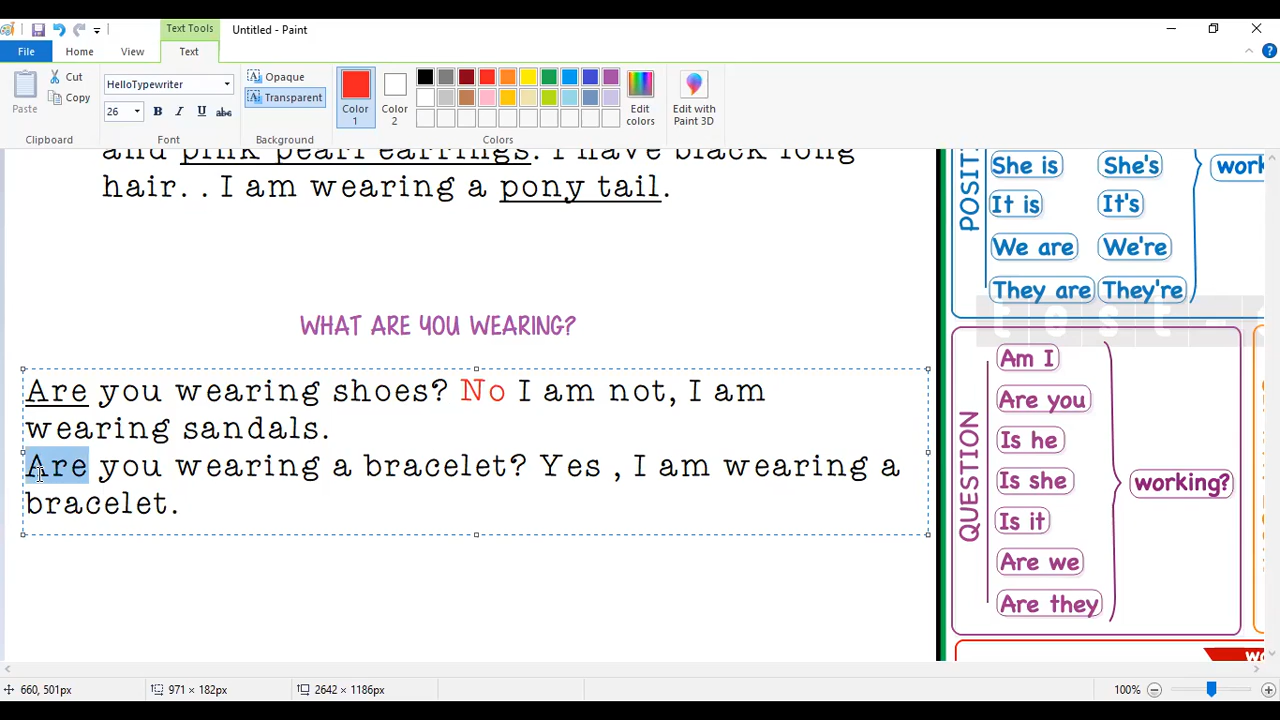 Text Tools
Untitled - Paint
File Home View Text
Paste
Cut
Copy
Clipboard
HelloTypewriter
26 B I U abc
Font
Opaque
Transparent
Background
Color 1
Color 2
Edit colors
Colors
Edit with Paint 3D
and pink pearl earrings. I have black long
hair. . I am wearing a pony tail.
WHAT ARE YOU WEARING?
Are you wearing shoes? No I am not, I am
wearing sandals.
Are you wearing a bracelet? Yes , I am wearing a
bracelet.
She is She's
It is It's
We are We're
They are They're
QUESTION
Am I
Are you
Is he
Is she
Is it
Are we
Are they
working?
660, 501px
971 × 182px
2642 × 1186px
100%